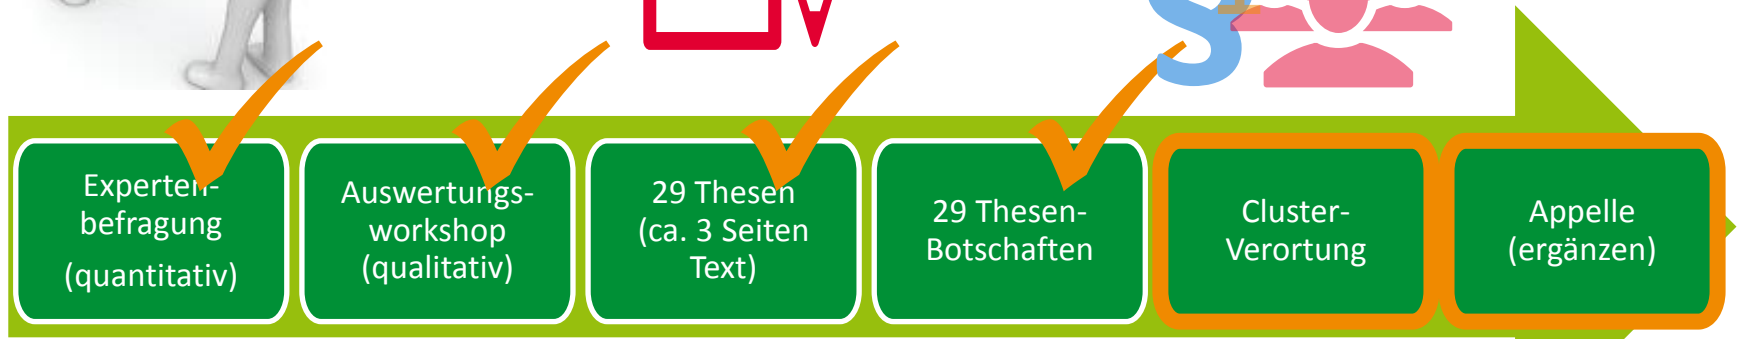 Experten-
befragung
(quantitativ)
Auswertungs-
workshop
(qualitativ)
29 Thesen
(ca. 3 Seiten
Text)
29 Thesen-
Botschaften
Cluster-
Verortung
Appelle
(ergänzen)